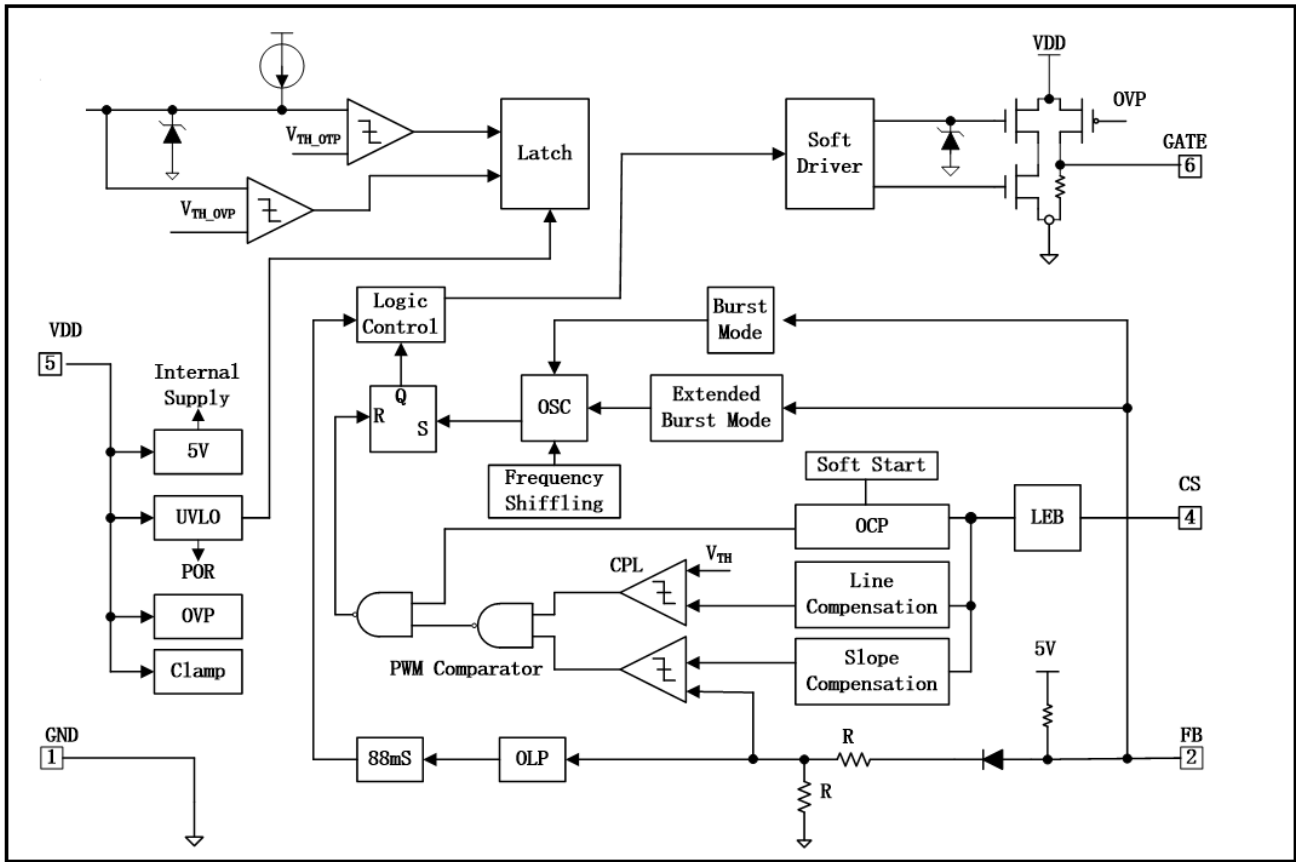 VDD
OVP
V_TH_OTP
Latch
Soft
Driver
GATE
6
V_TH_OVP
Logic
Control
Burst
Mode
VDD
5
Internal
Supply
Q
R
S
OSC
Extended
Burst Mode
5V
Soft Start
Frequency
Shiffling
CS
4
UVLO
OCP
LEB
POR
CPL
V_TH
Line
Compensation
OVP
PWM Comparator
Slope
Compensation
5V
Clamp
GND
1
88mS
OLP
R
R
FB
2